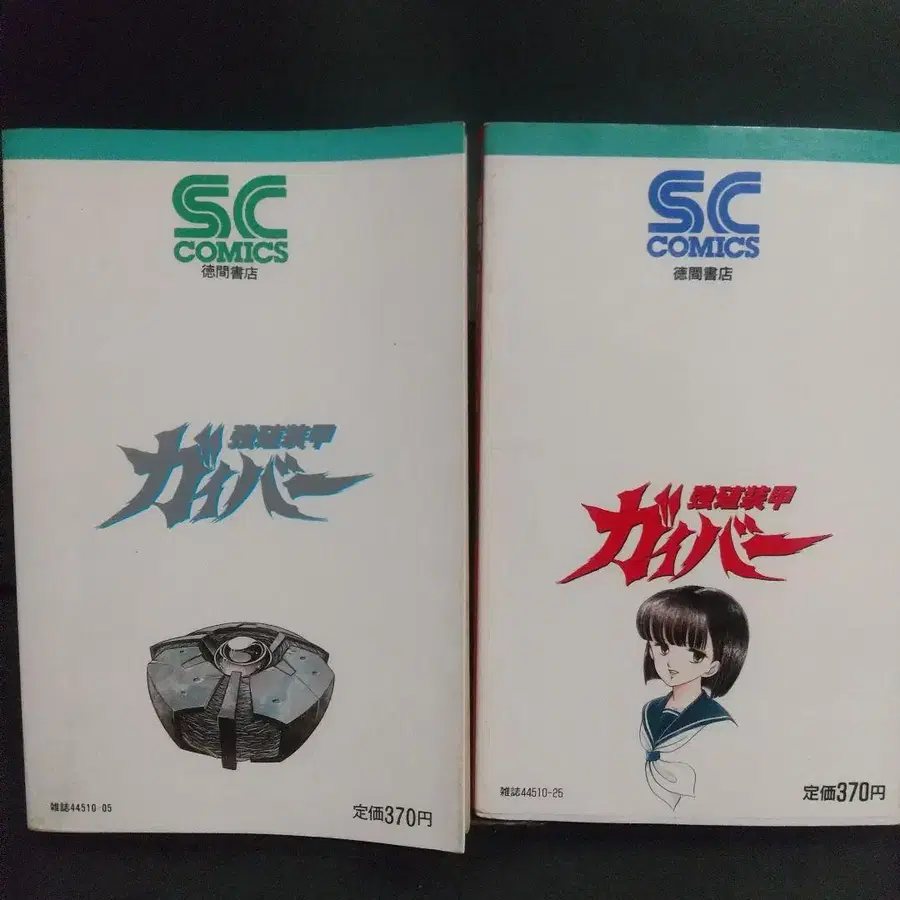 SC
COMICS
徳間書店
強殖装甲
ガイバー
雑誌44510-05
定価370円
SC
COMICS
徳間書店
強殖装甲
ガイバー
雑誌44510-25
定価370円